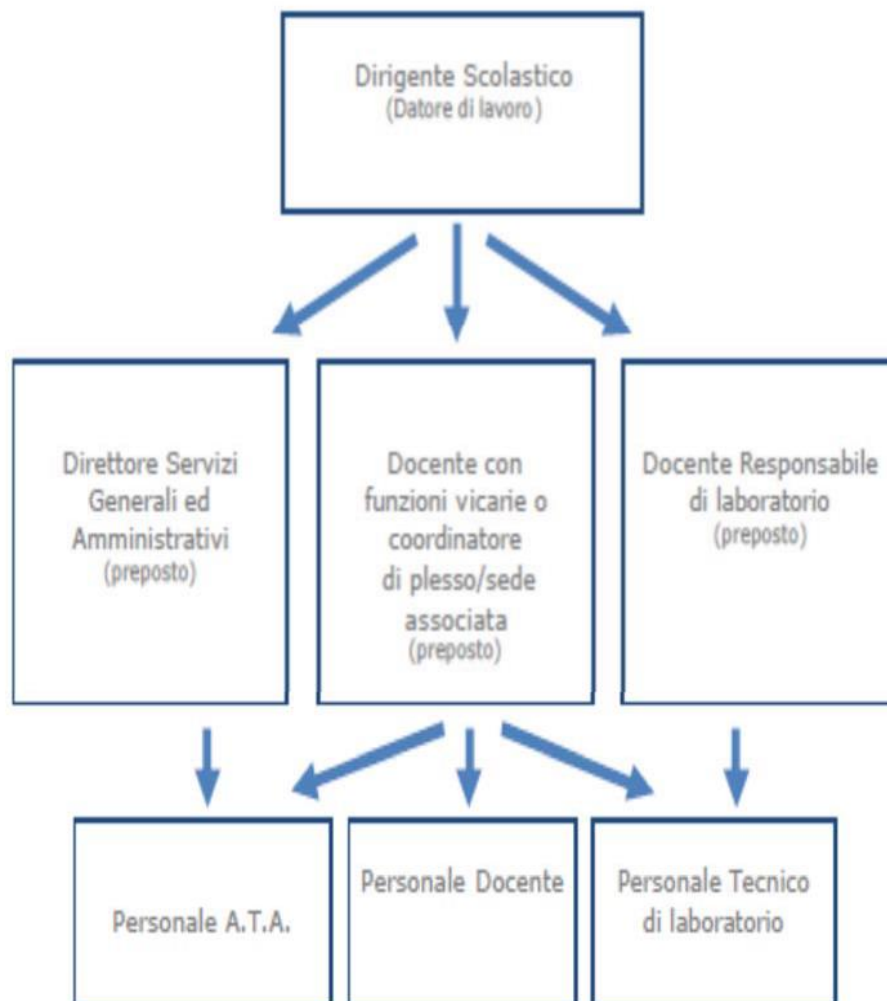 Dirigente Scolastico
(Datore di lavoro)
Direttore Servizi
Generali ed
Amministrativi
(preposto)
Docente con
funzioni vicarie o
coordinatore
di plesso/sede
associata
(preposto)
Docente Responsabile
di laboratorio
(preposto)
Personale A.T.A.
Personale Docente
Personale Tecnico
di laboratorio